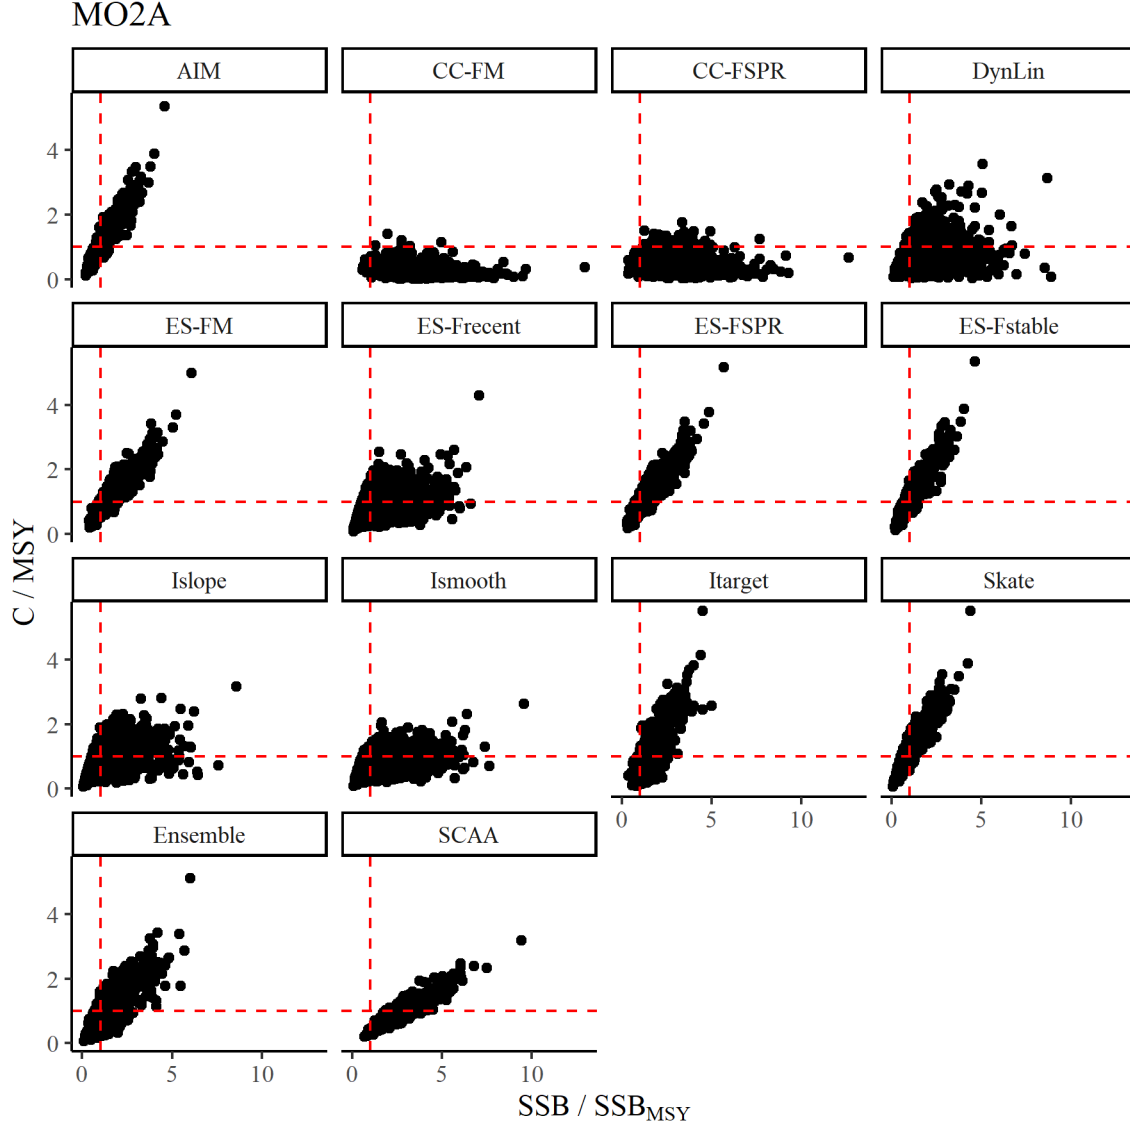 MO2A
AIM
CC-FM
CC-FSPR
DynLin
4
2
0
ES-FM
ES-Frecent
ES-FSPR
ES-Fstable
4
2
0
Islope
Ismooth
Itarget
Skate
4
2
0
0 5 10
0 5 10
Ensemble
SCAA
4
2
0
0 5 10
0 5 10
C / MSY
SSB / SSB_MSY